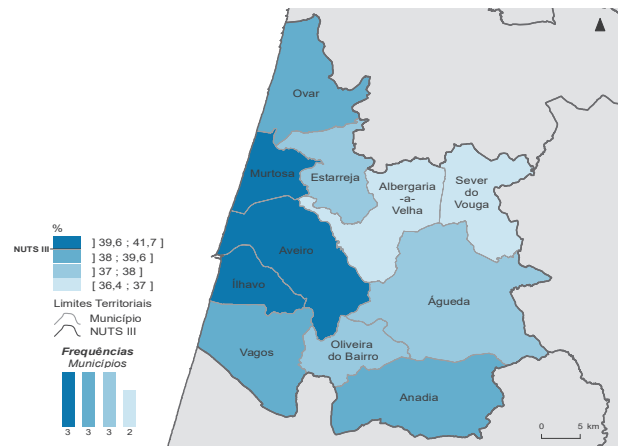 Ovar
Murtosa
Estarreja
Albergaria
-a-
Velha
Sever
do
Vouga
Aveiro
Ílhavo
Águeda
Vagos
Oliveira
do Bairro
Anadia
%
NUTS III
] 39,6 ; 41,7 ]
] 38 ; 39,6 ]
] 37 ; 38 ]
[ 36,4 ; 37 ]
Limites Territoriais
Município
NUTS III
Frequências
Municípios
3 3 3 2
0 5 km